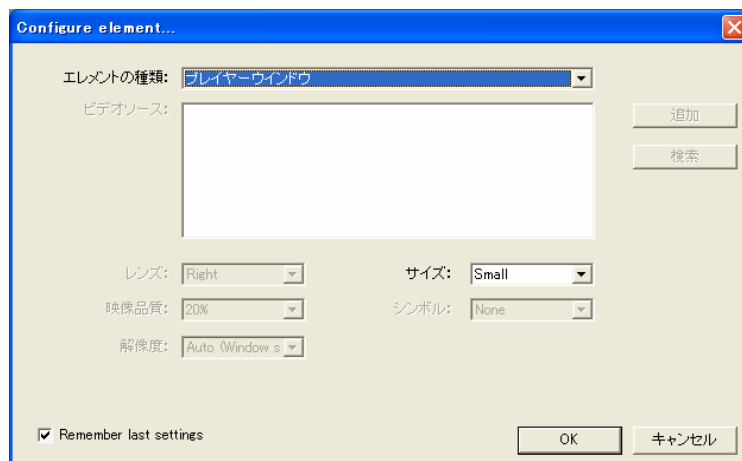 Configure element...
エレメントの種類: プレイヤーウインドウ
ビデオソース:
追加
検索
レンズ: Right サイズ: Small
映像品質: 20% シンボル: None
解像度: Auto (Window s
Remember last settings OK キャンセル